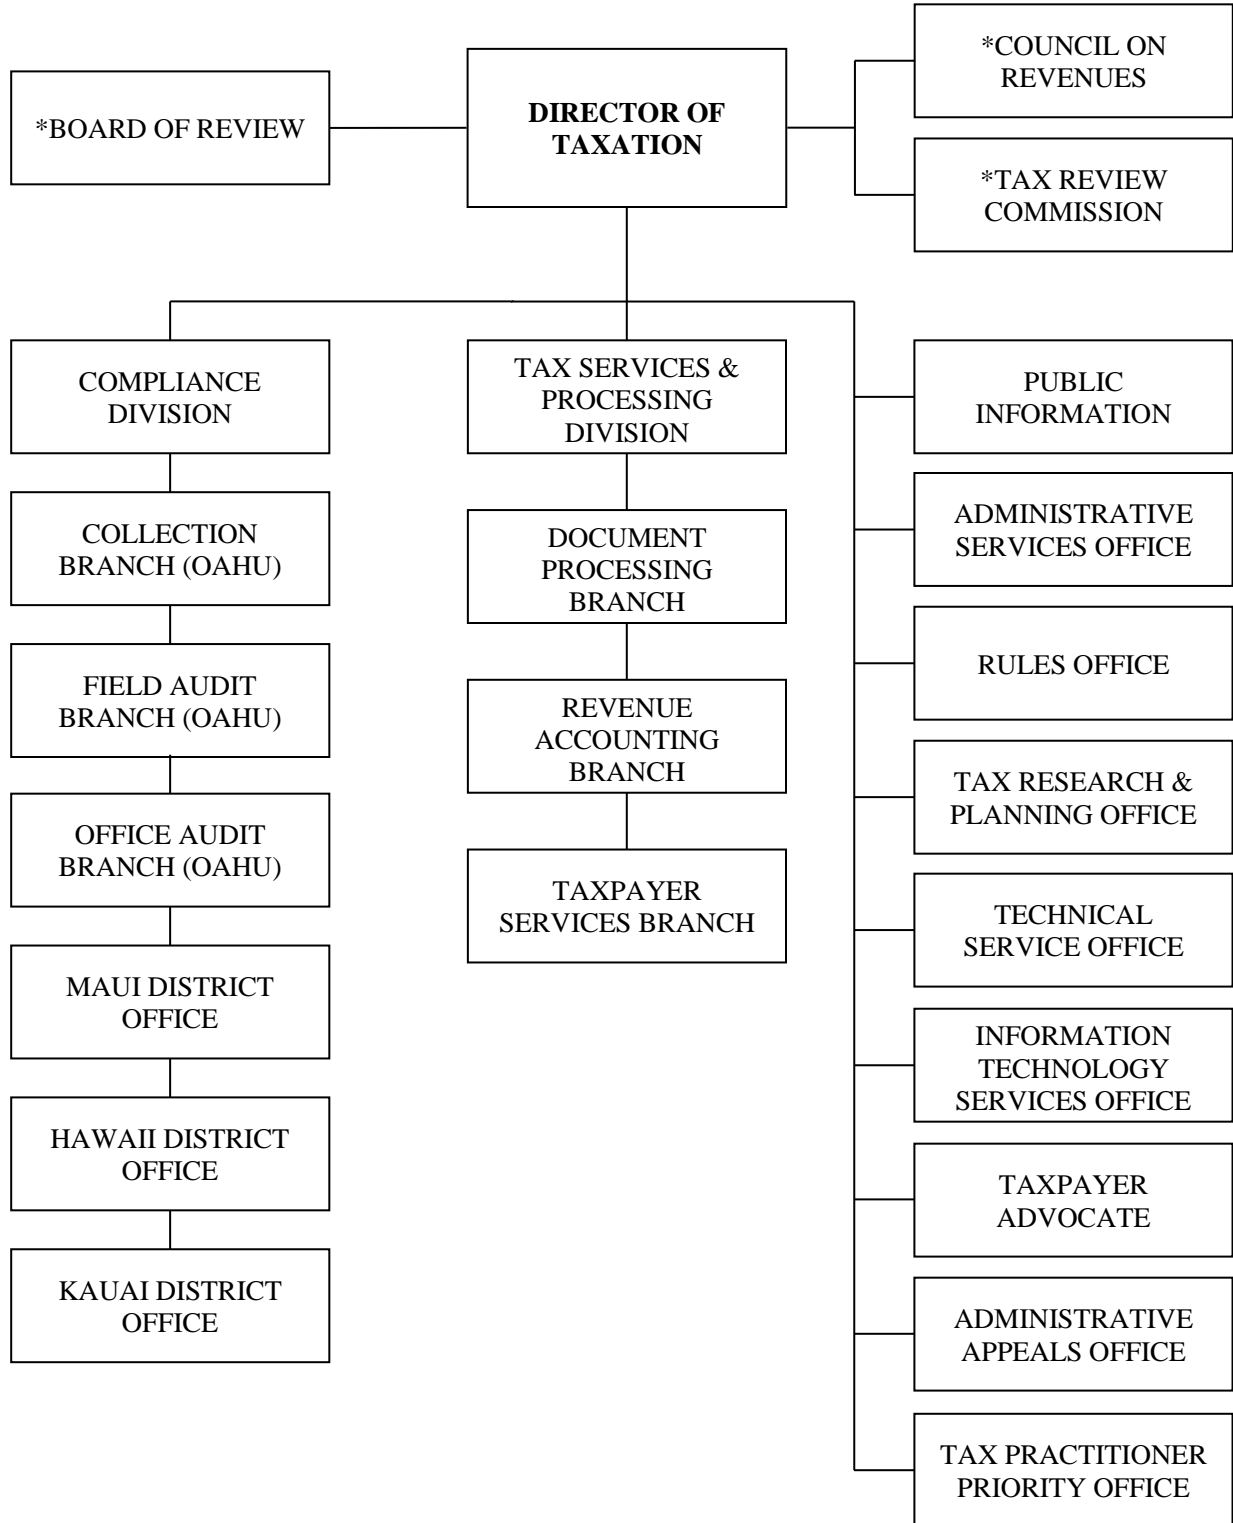 *COUNCIL ON
REVENUES
*BOARD OF REVIEW
DIRECTOR OF
TAXATION
*TAX REVIEW
COMMISSION
COMPLIANCE
DIVISION
COLLECTION
BRANCH (OAHU)
FIELD AUDIT
BRANCH (OAHU)
OFFICE AUDIT
BRANCH (OAHU)
MAUI DISTRICT
OFFICE
HAWAII DISTRICT
OFFICE
KAUAI DISTRICT
OFFICE
TAX SERVICES &
PROCESSING
DIVISION
DOCUMENT
PROCESSING
BRANCH
REVENUE
ACCOUNTING
BRANCH
TAXPAYER
SERVICES BRANCH
PUBLIC
INFORMATION
ADMINISTRATIVE
SERVICES OFFICE
RULES OFFICE
TAX RESEARCH &
PLANNING OFFICE
TECHNICAL
SERVICE OFFICE
INFORMATION
TECHNOLOGY
SERVICES OFFICE
TAXPAYER
ADVOCATE
ADMINISTRATIVE
APPEALS OFFICE
TAX PRACTITIONER
PRIORITY OFFICE